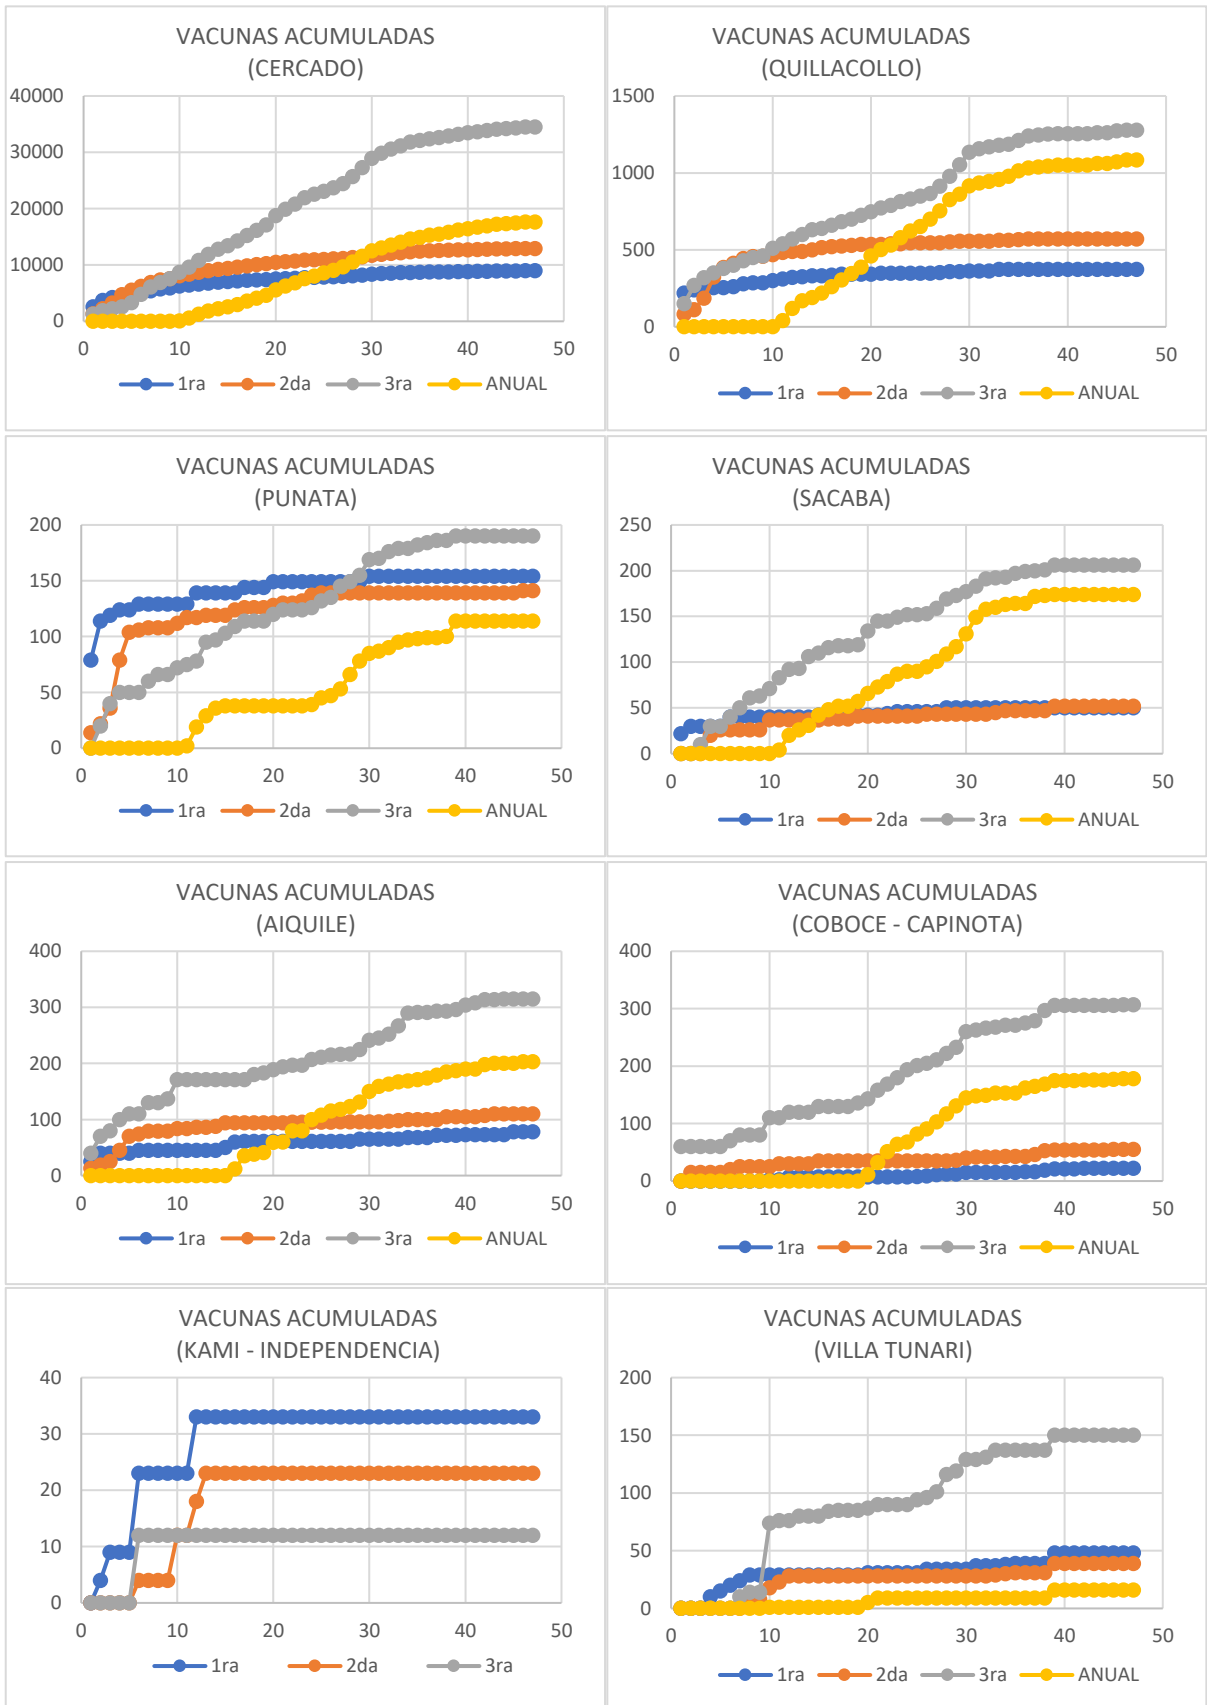 VACUNAS ACUMULADAS
(CERCADO)
40000
30000
20000
10000
0
0 10 20 30 40 50
1ra 2da 3ra ANUAL
VACUNAS ACUMULADAS
(QUILLACOLLO)
1500
1000
500
0
0 10 20 30 40 50
1ra 2da 3ra ANUAL
VACUNAS ACUMULADAS
(PUNATA)
200
150
100
50
0
0 10 20 30 40 50
1ra 2da 3ra ANUAL
VACUNAS ACUMULADAS
(SACABA)
250
200
150
100
50
0
0 10 20 30 40 50
1ra 2da 3ra ANUAL
VACUNAS ACUMULADAS
(AIQUILE)
400
300
200
100
0
0 10 20 30 40 50
1ra 2da 3ra ANUAL
VACUNAS ACUMULADAS
(COBOCE - CAPINOTA)
400
300
200
100
0
0 10 20 30 40 50
1ra 2da 3ra ANUAL
VACUNAS ACUMULADAS
(KAMI - INDEPENDENCIA)
40
30
20
10
0
0 10 20 30 40 50
1ra 2da 3ra
VACUNAS ACUMULADAS
(VILLA TUNARI)
200
150
100
50
0
0 10 20 30 40 50
1ra 2da 3ra ANUAL